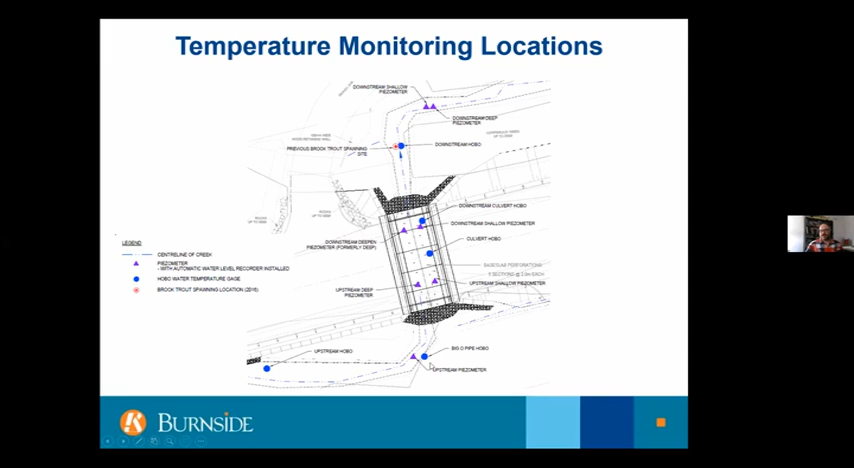 Temperature Monitoring Locations
DOWNSTREAM SHALLOW
PIEZOMETER
DOWNSTREAM DEEP
PIEZOMETER
PREVIOUS BROOK TROUT SPAWNING
SITE
DOWNSTREAM HOBO
DOWNSTREAM CULVERT HOBO
DOWNSTREAM SHALLOW PIEZOMETER
DOWNSTREAM DEEPEN
PIEZOMETER (FORMERLY DEEP)
CULVERT HOBO
LEGEND
CENTRELINE OF CREEK
PIEZOMETER
- WITH AUTOMATIC WATER LEVEL RECORDER INSTALLED
HOBO WATER TEMPERATURE GAGE
BROOK TROUT SPAWNING LOCATION (2016)
UPSTREAM DEEP
PIEZOMETER
UPSTREAM SHALLOW PIEZOMETER
UPSTREAM HOBO
BIG O PIPE HOBO
UPSTREAM PIEZOMETER
BURNSIDE